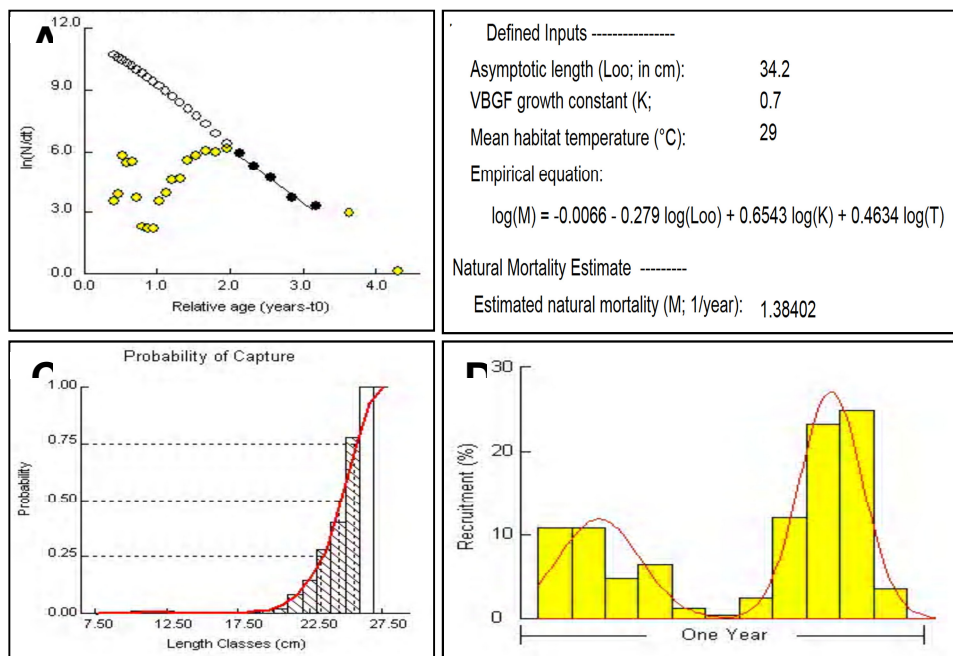 A
12.0
9.0
6.0
3.0
0.0
ln(N/dt)
0.0 1.0 2.0 3.0 4.0
Relative age (years-t0)
Defined Inputs ----------------
Asymptotic length (Loo; in cm): 34.2
VBGF growth constant (K; 0.7
Mean habitat temperature (°C): 29
Empirical equation:
log(M) = -0.0066 - 0.279 log(Loo) + 0.6543 log(K) + 0.4634 log(T)
Natural Mortality Estimate ---------
Estimated natural mortality (M; 1/year): 1.38402
C
Probability of Capture
1.00
0.75
0.50
0.25
0.00
Probability
7.50 12.50 17.50 22.50 27.50
Length Classes (cm)
D
30
20
10
0
Recruitment (%)
One Year